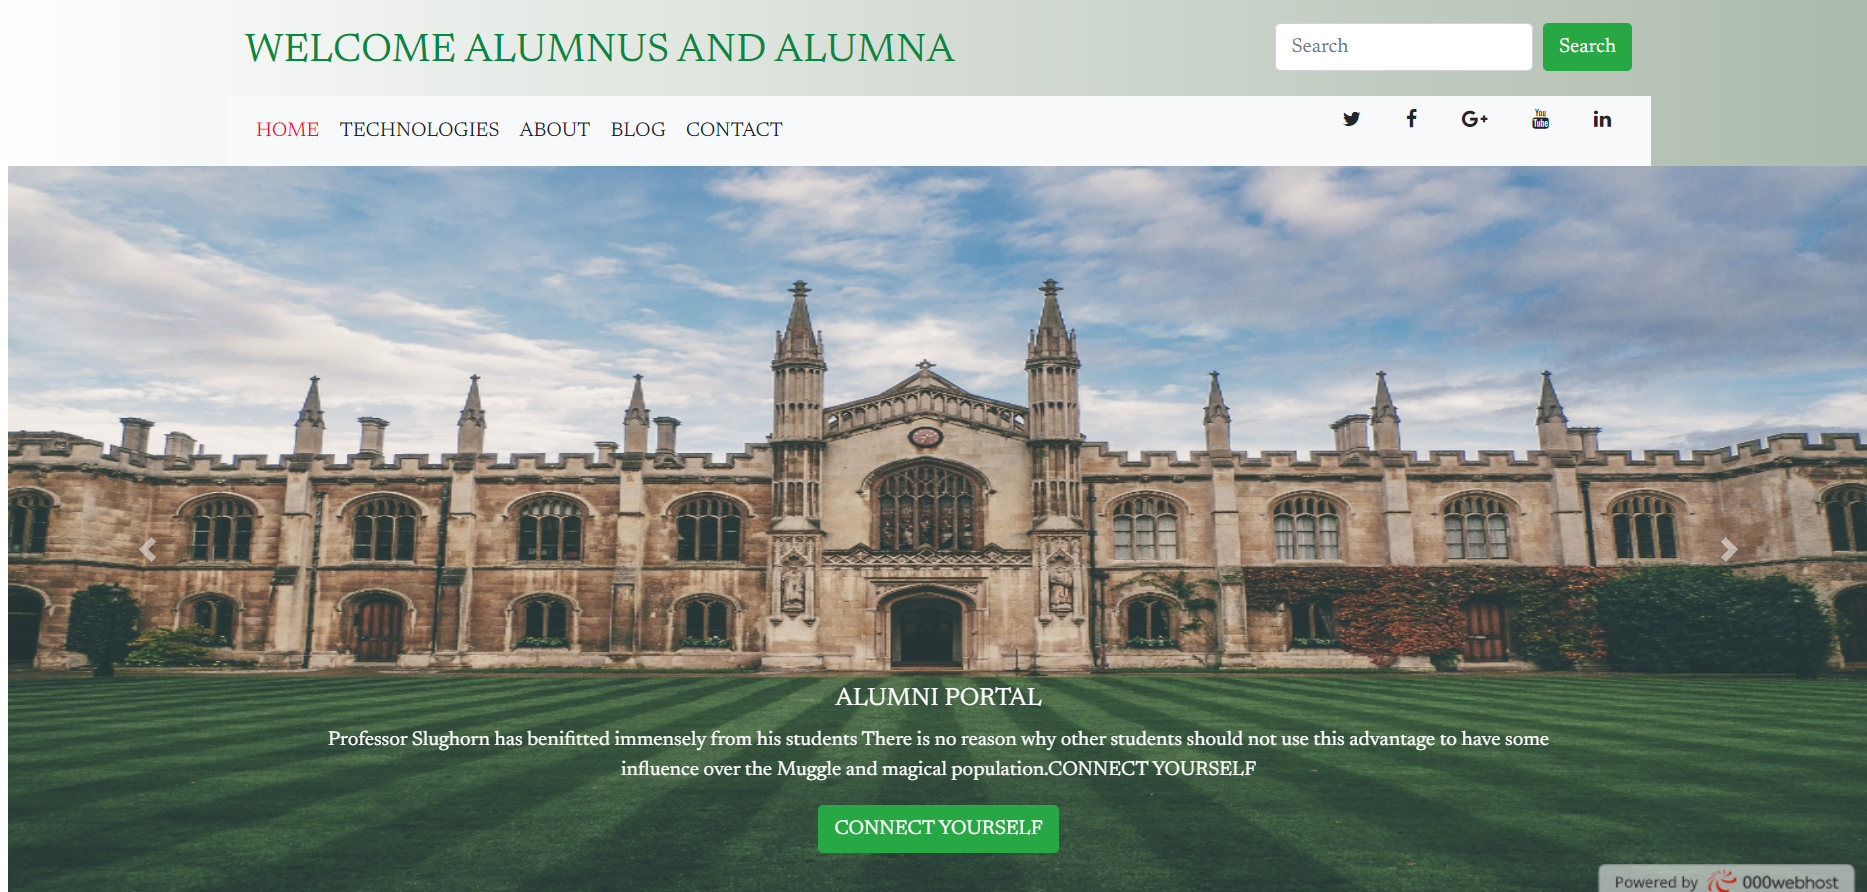 WELCOME ALUMNUS AND ALUMNA
Search
Search
HOME TECHNOLOGIES ABOUT BLOG CONTACT
G+
You
Tube
in
ALUMNI PORTAL
Professor Slughorn has benifitted immensely from his students There is no reason why other students should not use this advantage to have some
influence over the Muggle and magical population.CONNECT YOURSELF
CONNECT YOURSELF
Powered by 000webhost